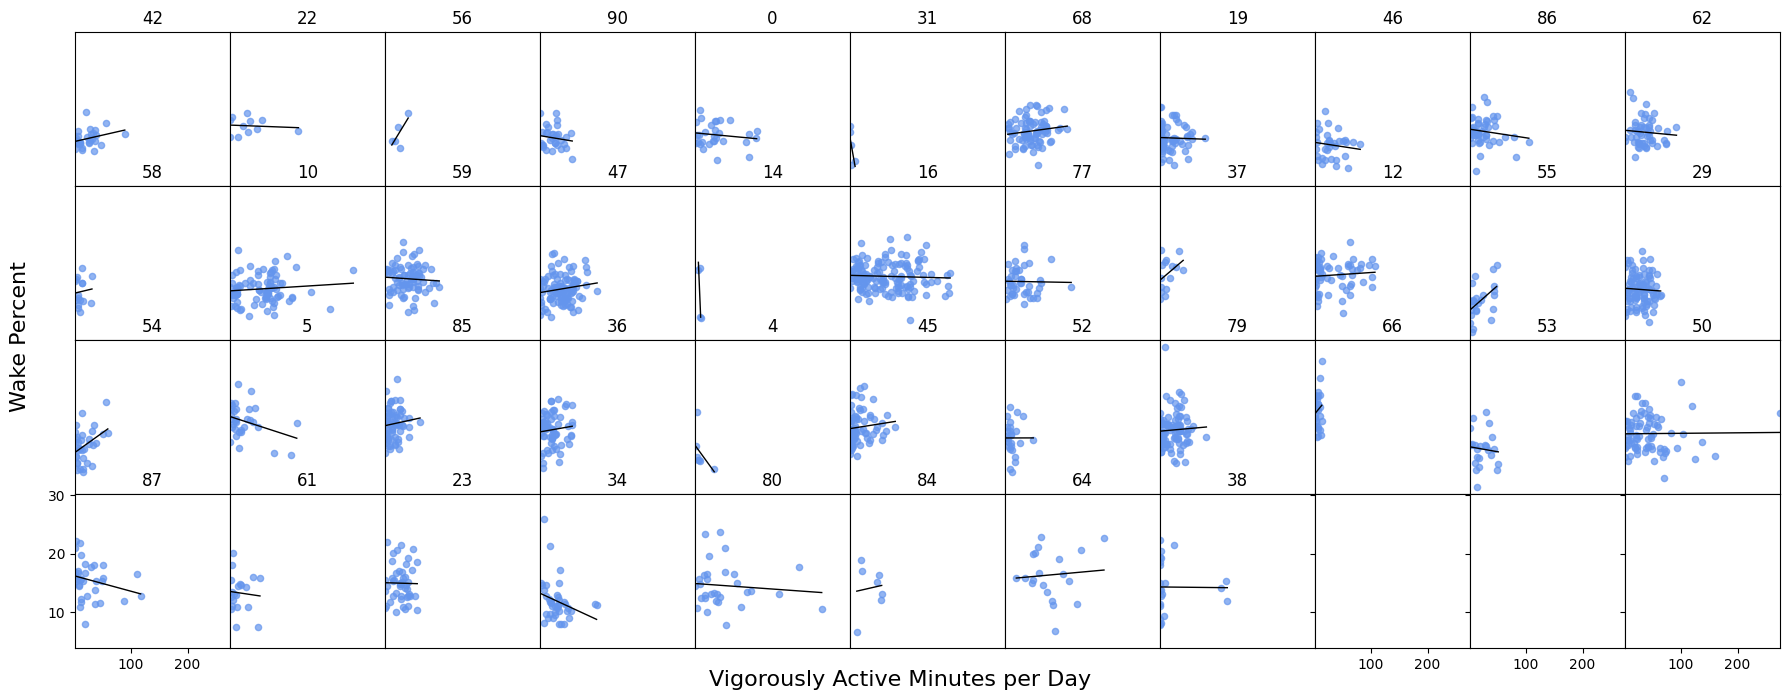 42 22 56 90 0 31 68 19 46 86 62
58 10 59 47 14 16 77 37 12 55 29
54 5 85 36 4 45 52 79 66 53 50
87 61 23 34 80 84 64 38
Wake Percent
30
20
10
100 200 100 200 100 200 100 200
Vigorously Active Minutes per Day